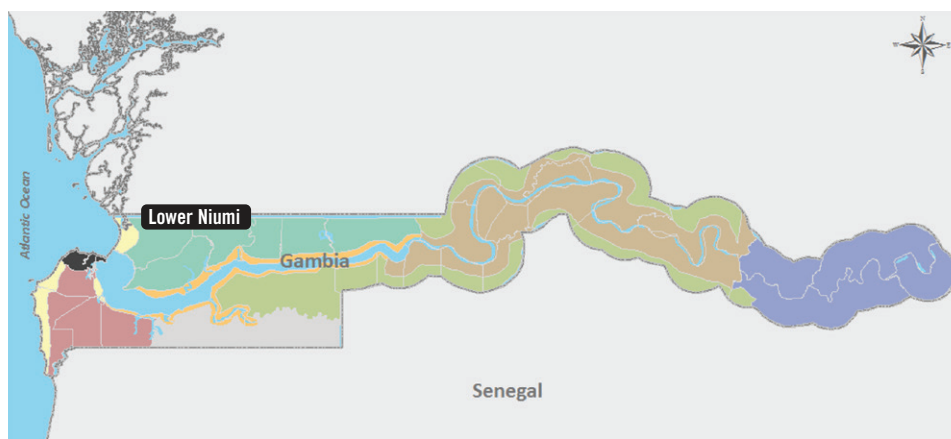 N
W
E
S
Atlantic Ocean
Lower Niumi
Gambia
Senegal